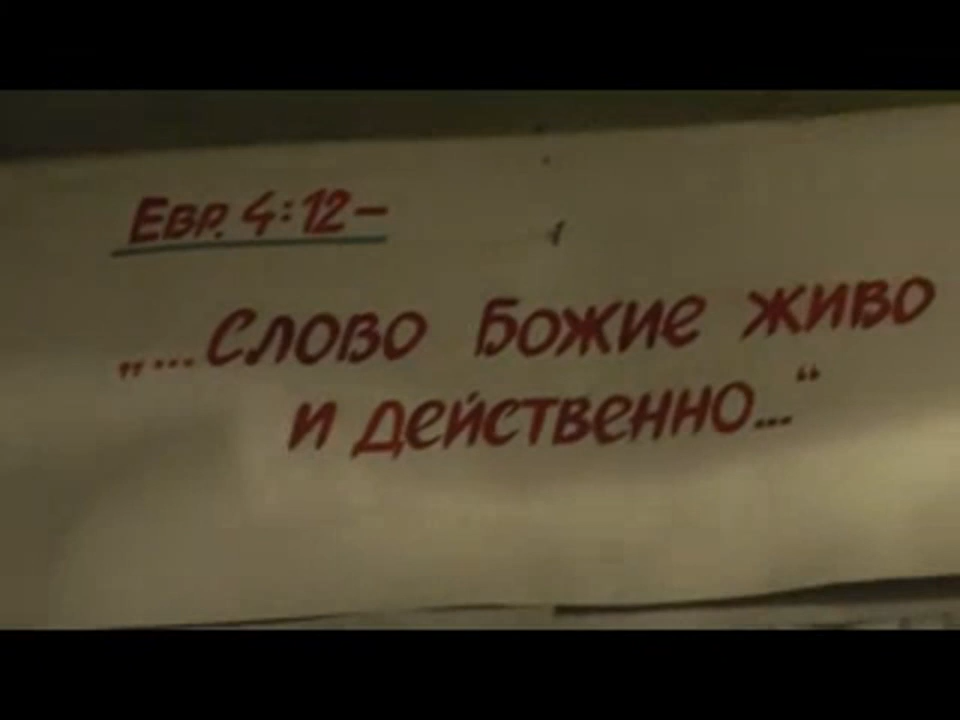 Евр. 4:12 –
„...Слово Божие живо
и действенно...“